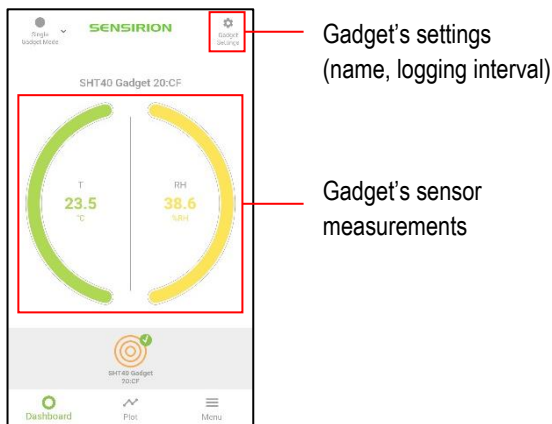 Single
Gadget Mode
SENSIRION
Gadget
Settings
Gadget's settings
(name, logging interval)
SHT40 Gadget 20:CF
T
23.5
°C
RH
38.6
%RH
Gadget's sensor
measurements
SHT40 Gadget
20:CF
Dashboard
Plot
Menu